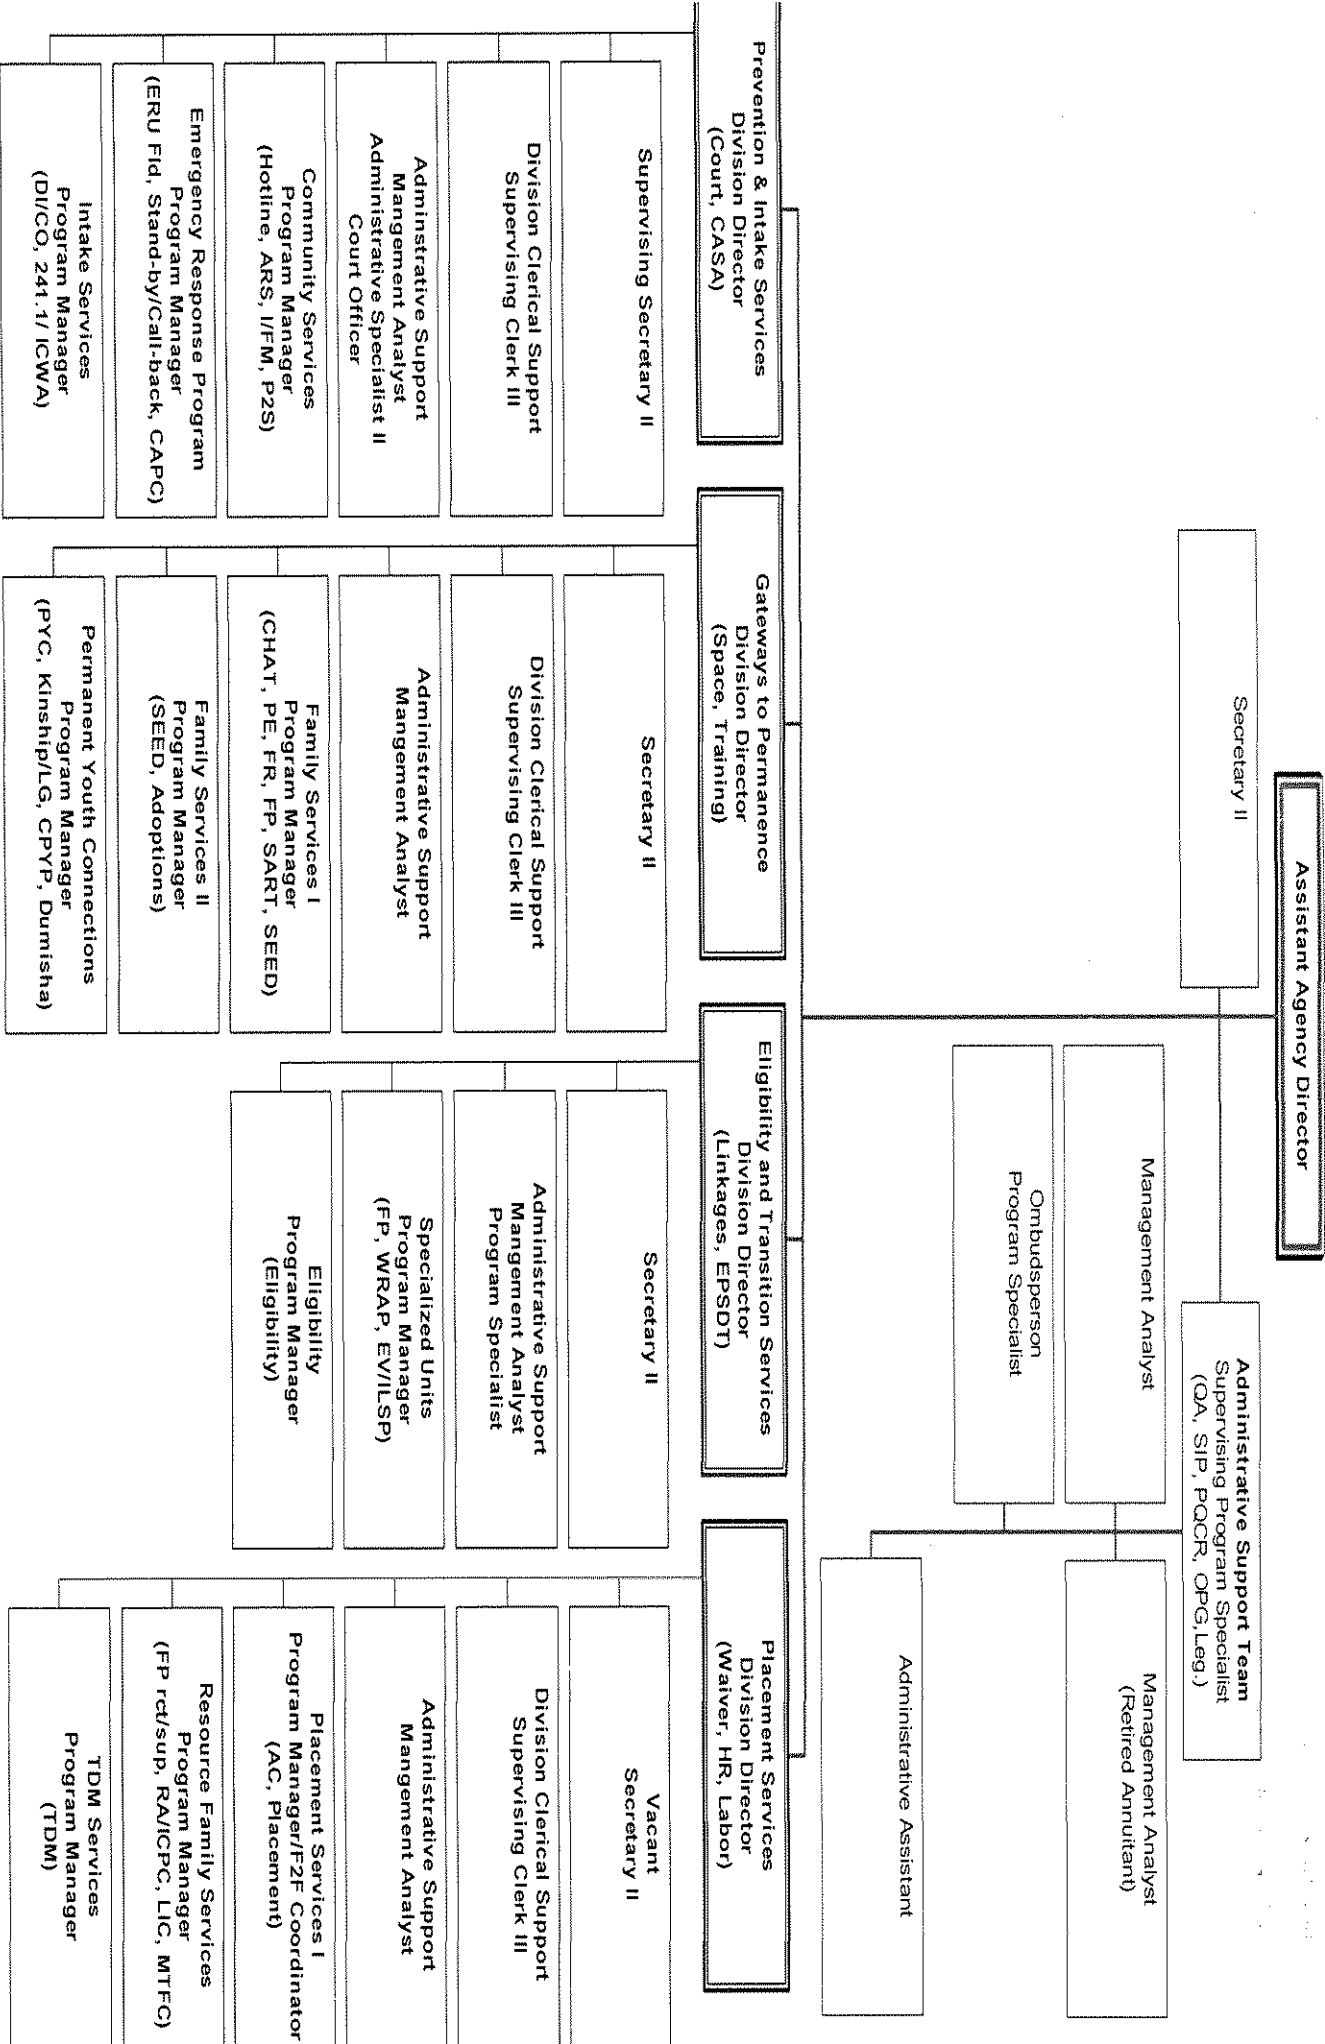 Assistant Agency Director
Secretary II
Administrative Support Team
Supervising Program Specialist
(QA, SIP, PQCR, OPG,Leg.)
Management Analyst
Management Analyst
(Retired Annuitant)
Ombudsperson
Program Specialist
Administrative Assistant
Prevention & Intake Services
Division Director
(Court, CASA)
Supervising Secretary II
Division Clerical Support
Supervising Clerk III
Adminstrative Support
Mangement Analyst
Administrative Specialist II
Court Officer
Community Services
Program Manager
(Hotline, ARS, I/FM, P2S)
Emergency Response Program
Program Manager
(ERU Fld, Stand-by/Call-back, CAPC)
Intake Services
Program Manager
(DI/CO, 241.1/ ICWA)
Gateways to Permanence
Division Director
(Space, Training)
Secretary II
Division Clerical Support
Supervising Clerk III
Administrative Support
Mangement Analyst
Family Services I
Program Manager
(CHAT, PE, FR, FP, SART, SEED)
Family Services II
Program Manager
(SEED, Adoptions)
Permanent Youth Connections
Program Manager
(PYC, Kinship/LG, CPYP, Dumisha)
Eligibility and Transition Services
Division Director
(Linkages, EPSDT)
Secretary II
Administrative Support
Mangement Analyst
Program Specialist
Specialized Units
Program Manager
(FP, WRAP, EV/ILSP)
Eligibility
Program Manager
(Eligibility)
Placement Services
Division Director
(Waiver, HR, Labor)
Vacant
Secretary II
Division Clerical Support
Supervising Clerk III
Administrative Support
Mangement Analyst
Placement Services I
Program Manager/F2F Coordinator
(AC, Placement)
Resource Family Services
Program Manager
(FP rct/sup, RA/ICPC, LIC, MTFC)
TDM Services
Program Manager
(TDM)